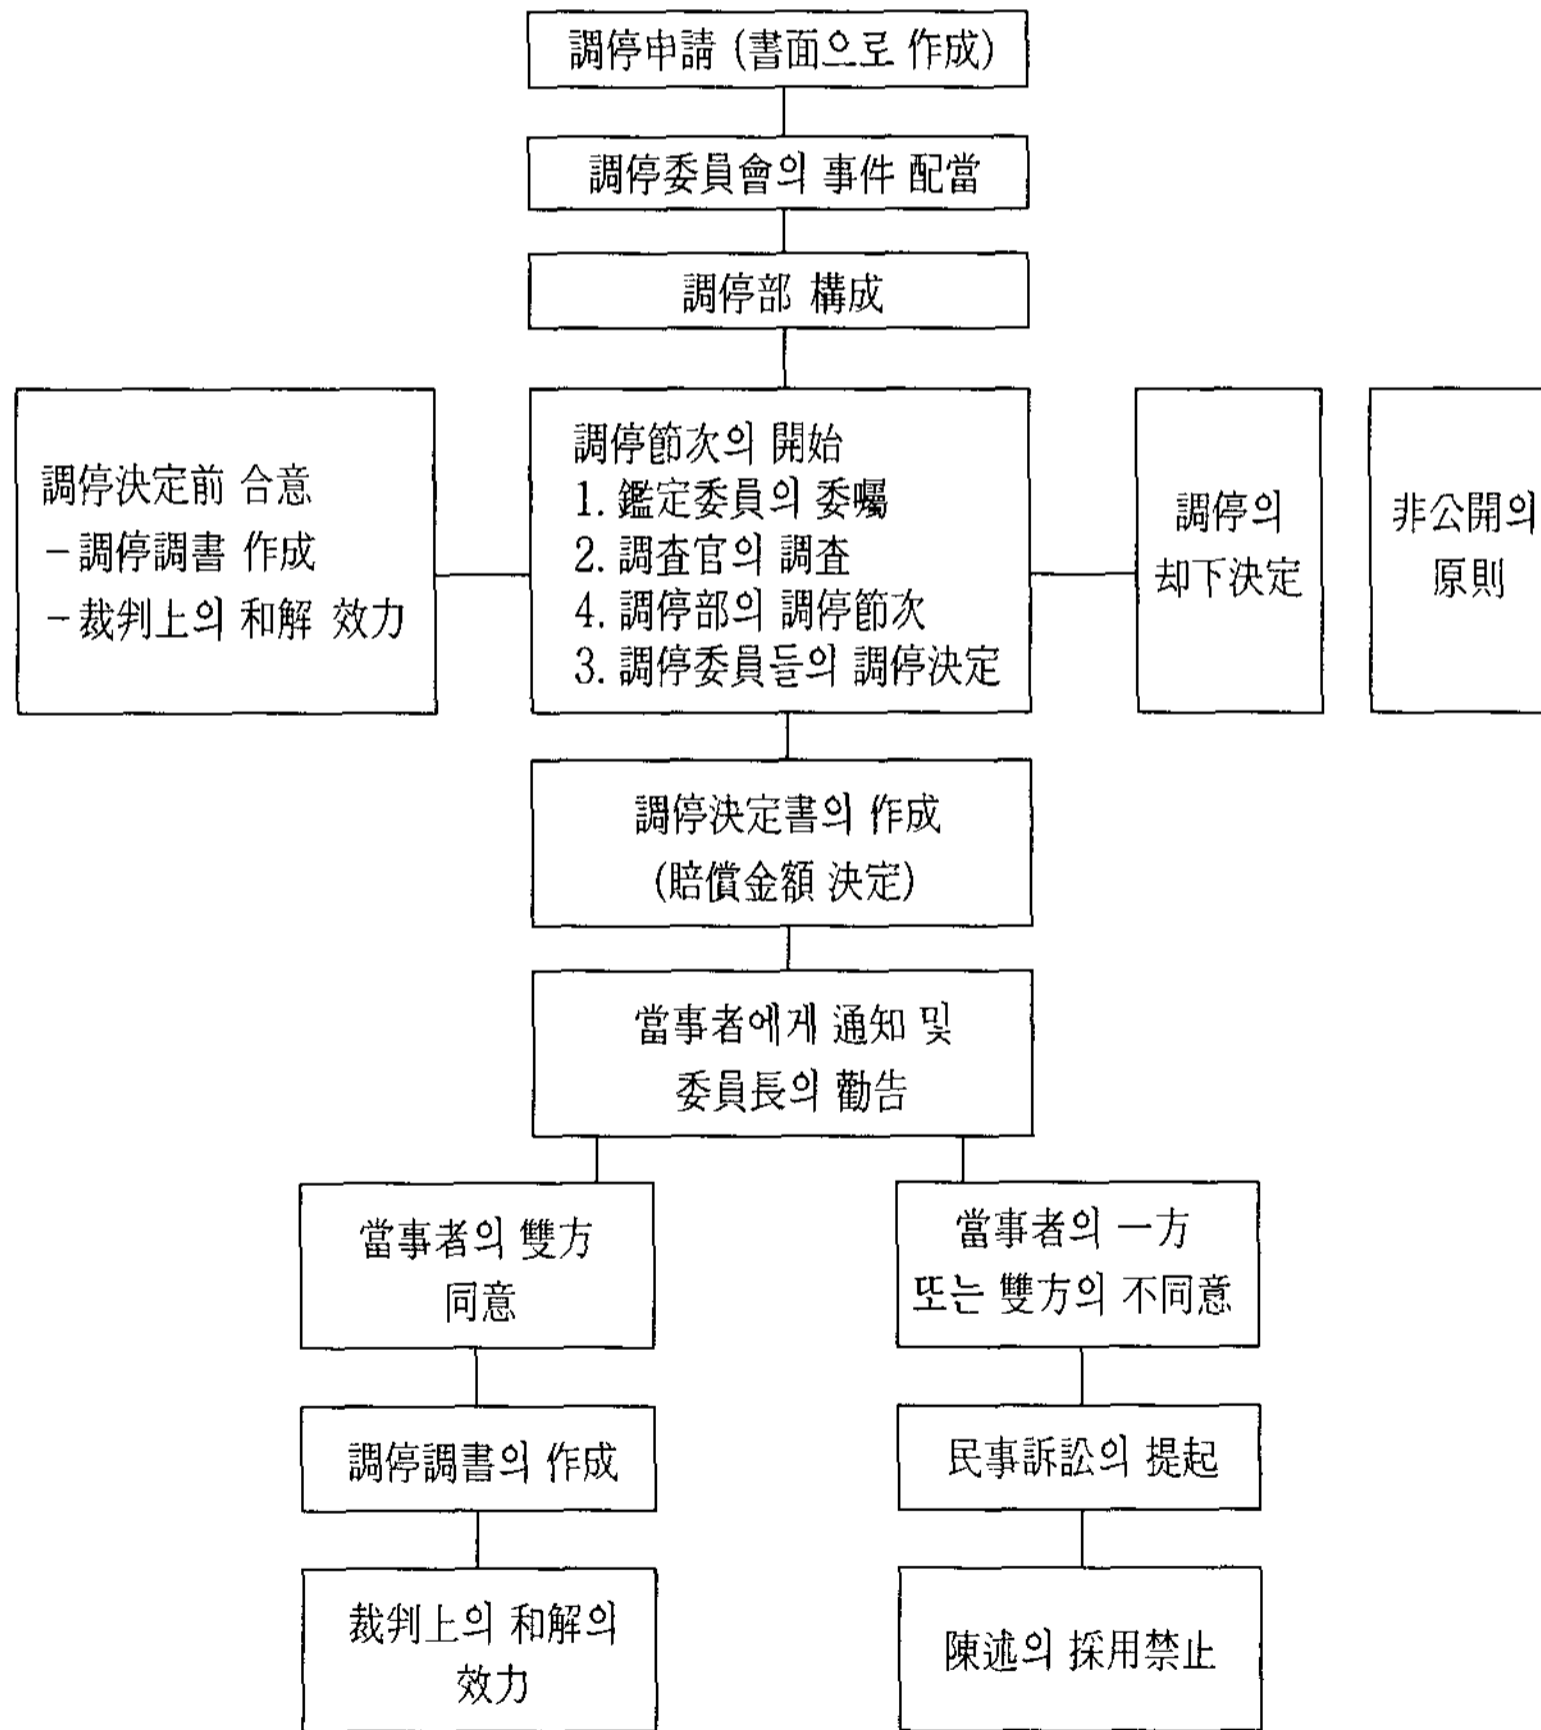 調停申請 (書面으로 作成)
調停委員會의 事件 配當
調停部 構成
調停決定前 合意
-調停調書 作成
-裁判上의 和解 效力
調停節次의 開始
1. 鑑定委員의 委囑
2. 調査官의 調査
4. 調停部의 調停節次
3. 調停委員들의 調停決定
調停의
却下決定
非公開의
原則
調停決定書의 作成
(賠償金額 決定)
當事者에게 通知 및
委員長의 勸告
當事者의 雙方
同意
當事者의 一方
또는 雙方의 不同意
調停調書의 作成
民事訴訟의 提起
裁判上의 和解의
效力
陳述의 採用禁止